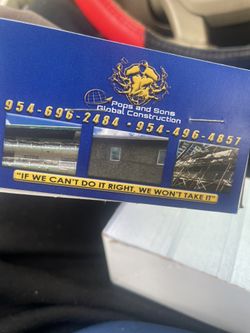 Pops and Sons
Global Construction
954-696-2484 • 954-496-4857
"IF WE CAN'T DO IT RIGHT, WE WON'T TAKE IT"